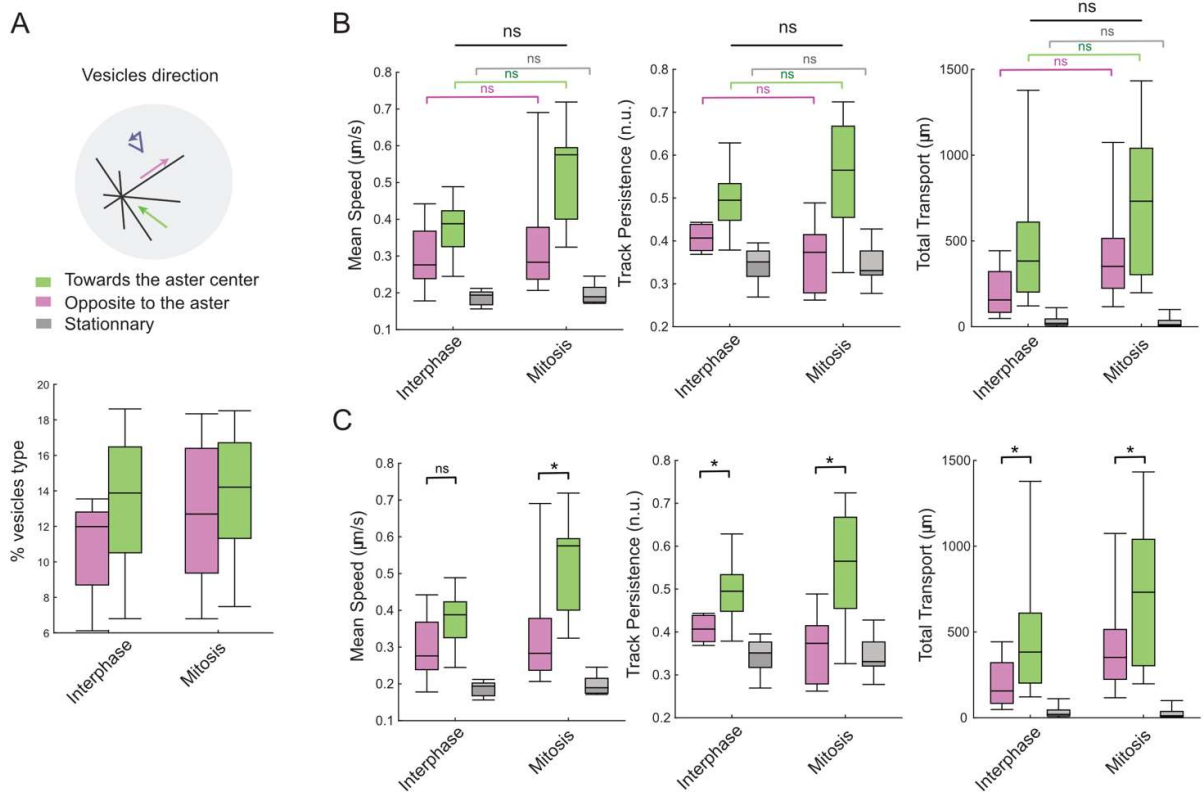 A
Vesicles direction
Towards the aster center
Opposite to the aster
Stationnary
% vesicles type
20
18
16
14
12
10
8
6
Interphase
Mitosis
B
ns
ns
ns
ns
Mean Speed (µm/s)
0.8
0.7
0.6
0.5
0.4
0.3
0.2
0.1
Interphase
Mitosis
ns
ns
ns
ns
Track Persistence (n.u.)
0.8
0.7
0.6
0.5
0.4
0.3
0.2
Interphase
Mitosis
ns
ns
ns
ns
Total Transport (µm)
1500
1000
500
0
Interphase
Mitosis
C
ns
*
Mean Speed (µm/s)
0.8
0.7
0.6
0.5
0.4
0.3
0.2
0.1
Interphase
Mitosis
*
*
Track Persistence (n.u.)
0.8
0.7
0.6
0.5
0.4
0.3
0.2
Interphase
Mitosis
*
*
Total Transport (µm)
1500
1000
500
0
Interphase
Mitosis